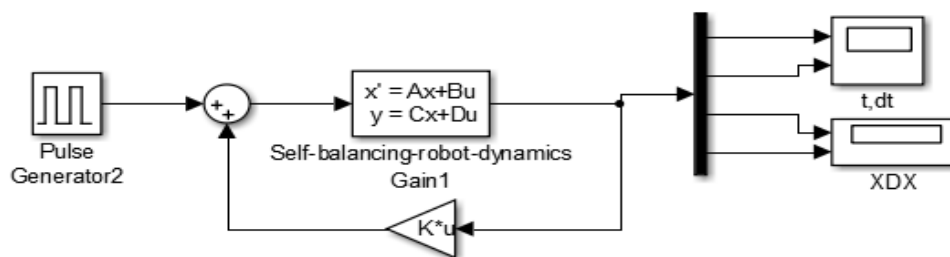 Pulse
Generator2
+
+
x' = Ax+Bu
y = Cx+Du
Self-balancing-robot-dynamics
Gain1
K*u
t,dt
XDX